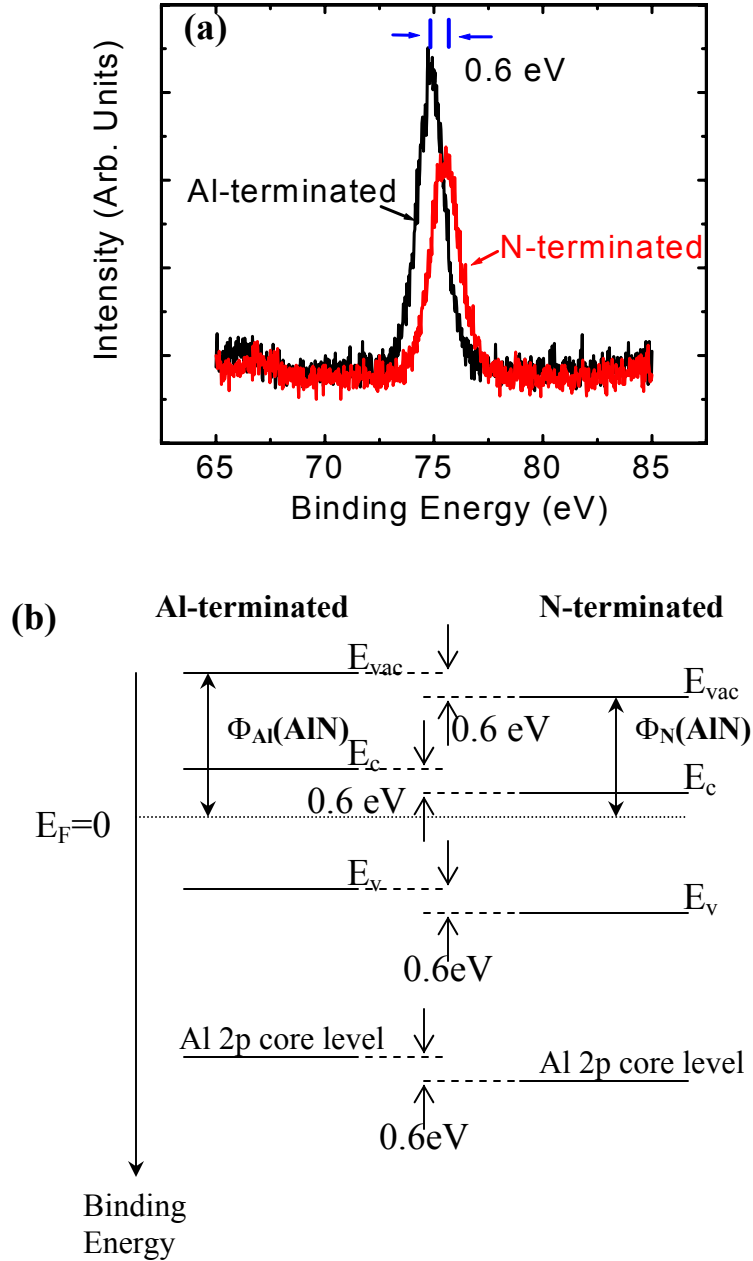 (a)
0.6 eV
Al-terminated
N-terminated
Intensity (Arb. Units)
65 70 75 80 85
Binding Energy (eV)
(b)
Al-terminated N-terminated
E_vac E_vac
Φ_Al(AlN) 0.6 eV Φ_N(AlN)
E_c E_c
0.6 eV
E_F=0
E_v E_v
0.6eV
Al 2p core level Al 2p core level
0.6eV
Binding
Energy